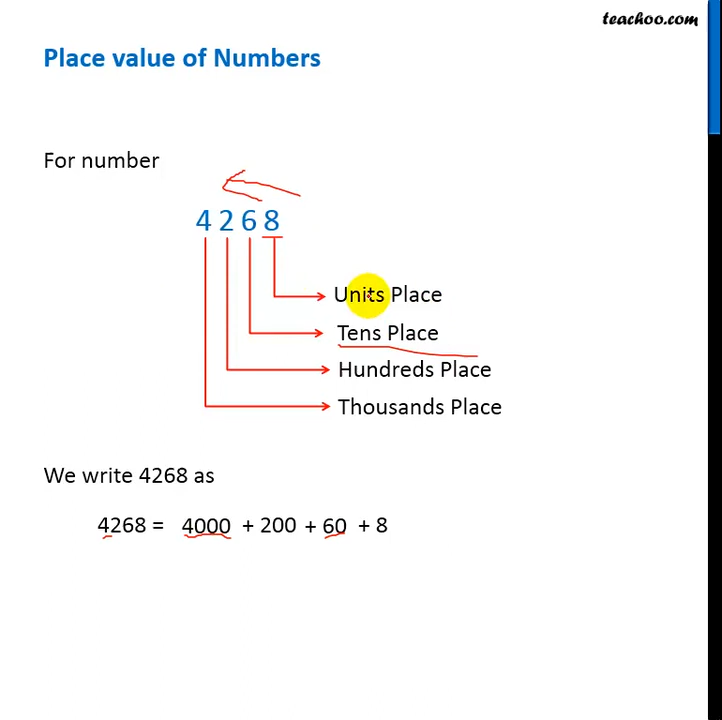 teachoo.com
Place value of Numbers
For number
4 2 6 8
Units Place
Tens Place
Hundreds Place
Thousands Place
We write 4268 as
4268 = 4000 + 200 + 60 + 8